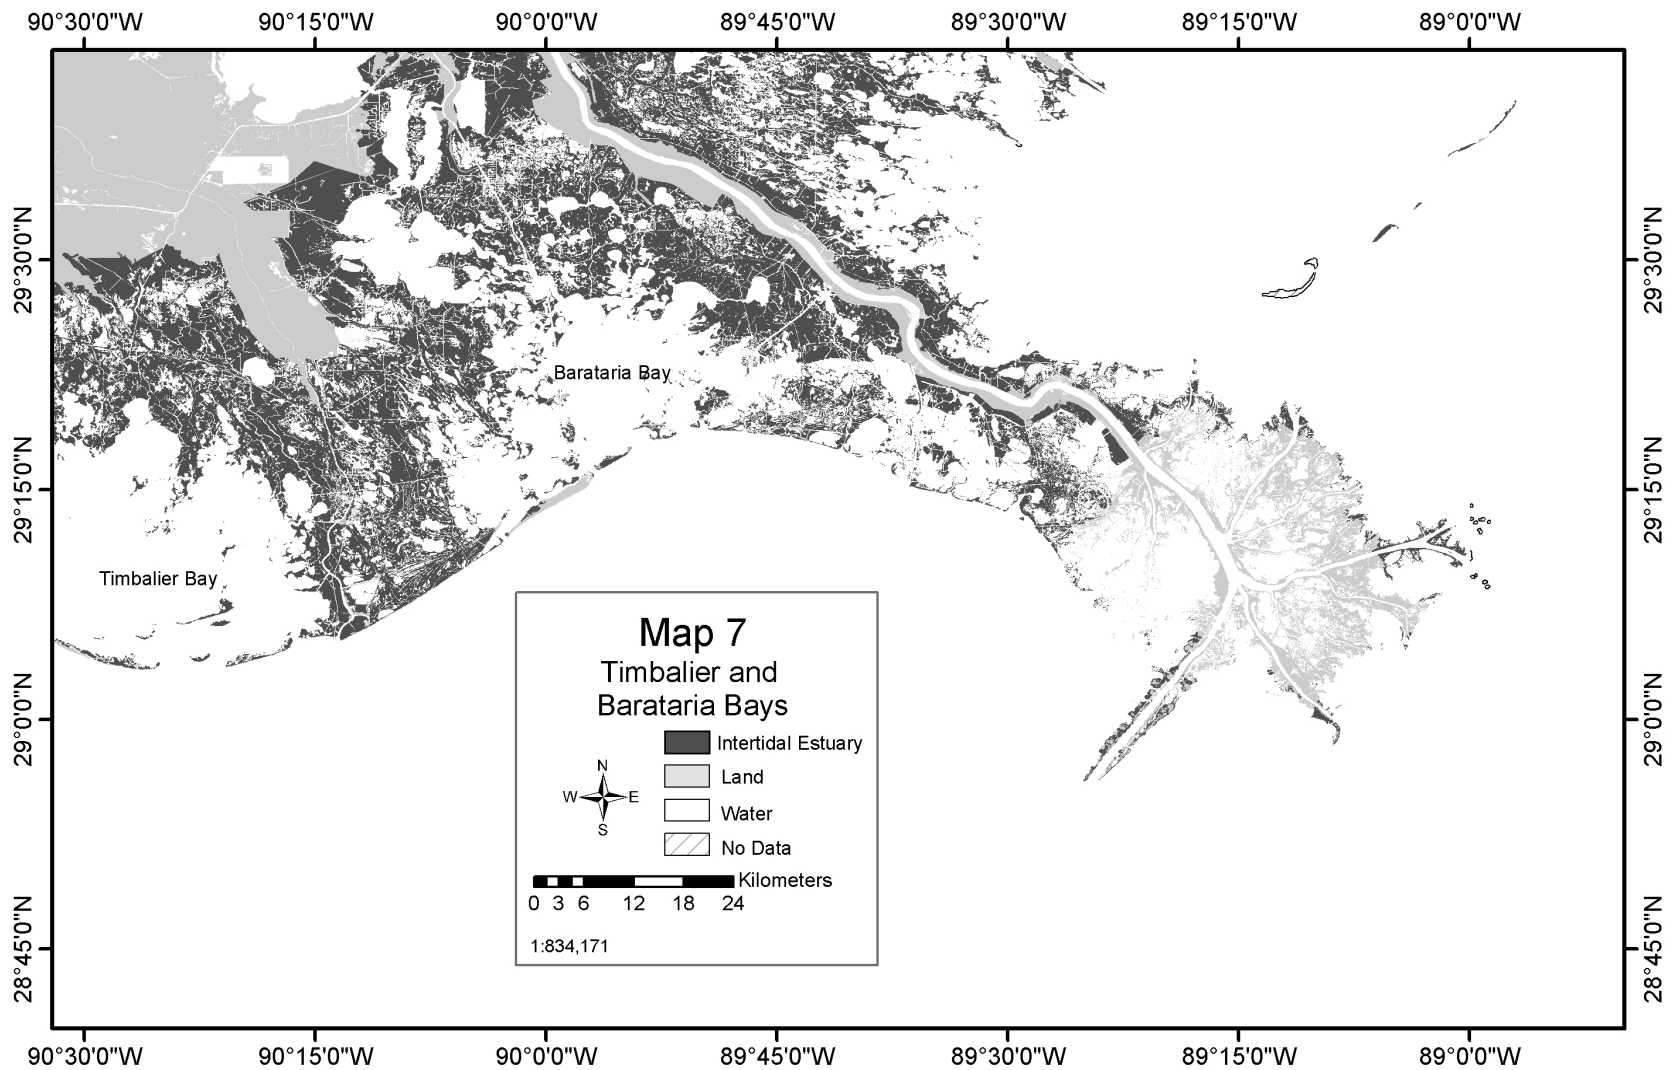 90°30'0"W 90°15'0"W 90°0'0"W 89°45'0"W 89°30'0"W 89°15'0"W 89°0'0"W
29°30'0"N 29°30'0"N
Barataria Bay
29°15'0"N 29°15'0"N
Timbalier Bay
Map 7
Timbalier and
Barataria Bays
29°0'0"N 29°0'0"N
Intertidal Estuary
N
Land
W E
Water
S
No Data
Kilometers
0 3 6 12 18 24
28°45'0"N 28°45'0"N
1:834,171
90°30'0"W 90°15'0"W 90°0'0"W 89°45'0"W 89°30'0"W 89°15'0"W 89°0'0"W